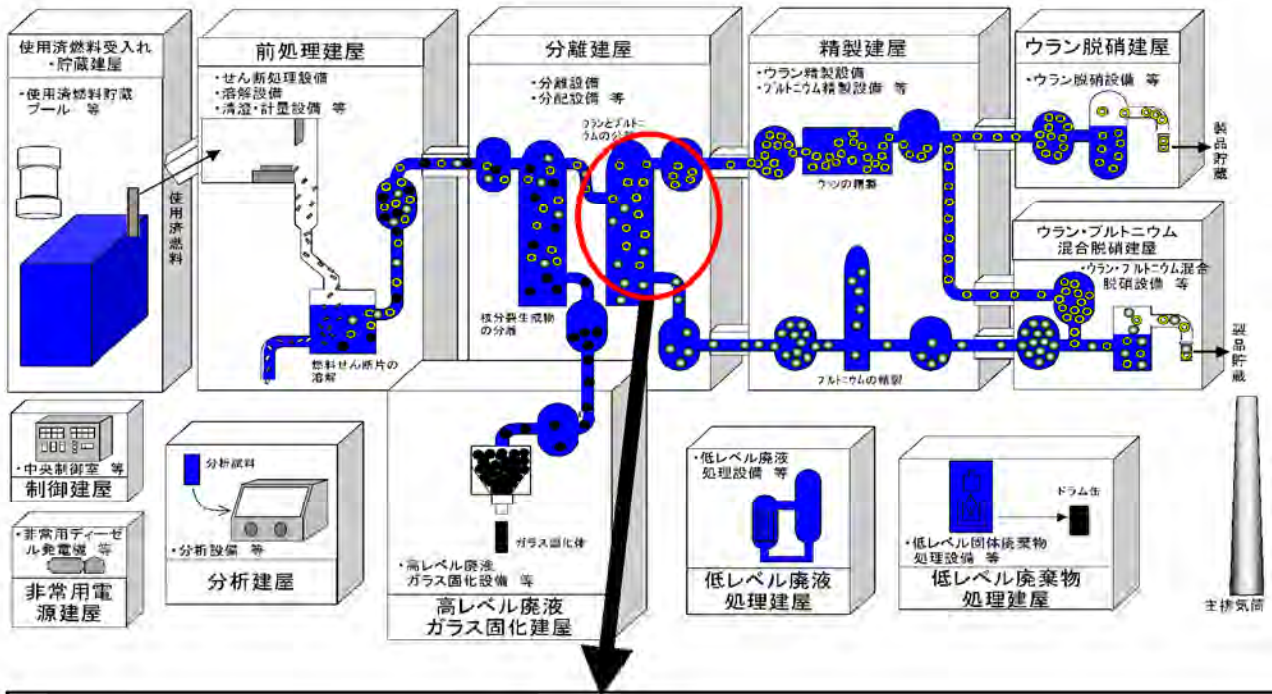 使用済燃料受入れ
・貯蔵建屋
・使用済燃料貯蔵
プール 等
使用済燃料
前処理建屋
・せん断処理設備
・溶解設備
・清澄・計量設備 等
燃料せん断片の
溶解
分離建屋
・分離設備
・分配設備 等
ウランとプルトニ
ウムの分離
核分裂生成物
の分離
精製建屋
・ウラン精製設備
・プルトニウム精製設備 等
ウランの精製
プルトニウムの精製
ウラン脱硝建屋
・ウラン脱硝設備 等
製品貯蔵
ウラン・プルトニウム
混合脱硝建屋
・ウラン・プルトニウム混合
脱硝設備 等
製品貯蔵
・中央制御室 等
制御建屋
・非常用ディーゼ
ル発電機 等
非常用電
源建屋
分析試料
・分析設備 等
分析建屋
ガラス固化体
・高レベル廃液
ガラス固化設備 等
高レベル廃液
ガラス固化建屋
・低レベル廃液
処理設備 等
低レベル廃液
処理建屋
ドラム缶
・低レベル固体廃棄物
処理設備 等
低レベル廃棄物
処理建屋
主排気筒